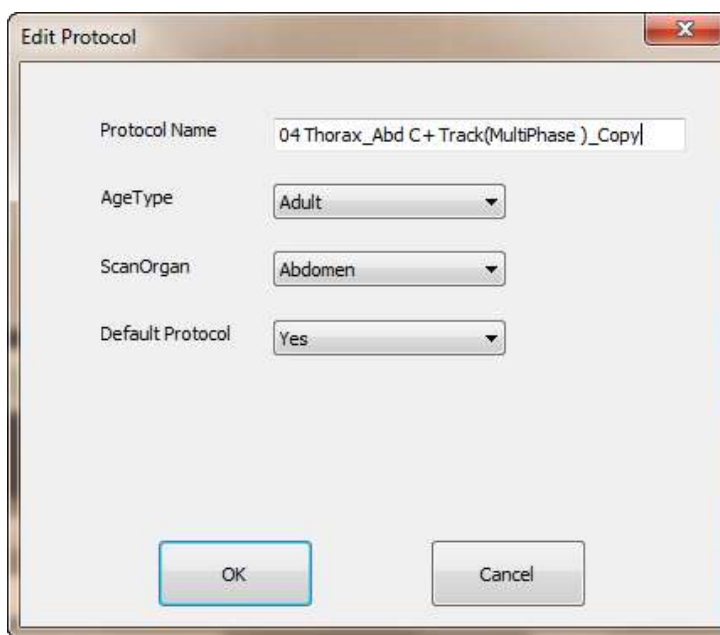 Edit Protocol
Protocol Name 04 Thorax_Abd C+ Track(MultiPhase )_Copy
AgeType Adult
ScanOrgan Abdomen
Default Protocol Yes
OK Cancel